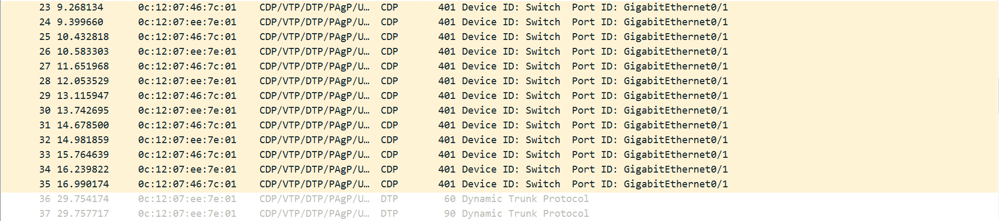 23 9.268134 0c:12:07:46:7c:01 CDP/VTP/DTP/PAgP/U… CDP 401 Device ID: Switch Port ID: GigabitEthernet0/1
24 9.399660 0c:12:07:ee:7e:01 CDP/VTP/DTP/PAgP/U… CDP 401 Device ID: Switch Port ID: GigabitEthernet0/1
25 10.432818 0c:12:07:46:7c:01 CDP/VTP/DTP/PAgP/U… CDP 401 Device ID: Switch Port ID: GigabitEthernet0/1
26 10.583303 0c:12:07:ee:7e:01 CDP/VTP/DTP/PAgP/U… CDP 401 Device ID: Switch Port ID: GigabitEthernet0/1
27 11.651968 0c:12:07:46:7c:01 CDP/VTP/DTP/PAgP/U… CDP 401 Device ID: Switch Port ID: GigabitEthernet0/1
28 12.053529 0c:12:07:ee:7e:01 CDP/VTP/DTP/PAgP/U… CDP 401 Device ID: Switch Port ID: GigabitEthernet0/1
29 13.115947 0c:12:07:46:7c:01 CDP/VTP/DTP/PAgP/U… CDP 401 Device ID: Switch Port ID: GigabitEthernet0/1
30 13.742695 0c:12:07:ee:7e:01 CDP/VTP/DTP/PAgP/U… CDP 401 Device ID: Switch Port ID: GigabitEthernet0/1
31 14.678500 0c:12:07:46:7c:01 CDP/VTP/DTP/PAgP/U… CDP 401 Device ID: Switch Port ID: GigabitEthernet0/1
32 14.981859 0c:12:07:ee:7e:01 CDP/VTP/DTP/PAgP/U… CDP 401 Device ID: Switch Port ID: GigabitEthernet0/1
33 15.764639 0c:12:07:46:7c:01 CDP/VTP/DTP/PAgP/U… CDP 401 Device ID: Switch Port ID: GigabitEthernet0/1
34 16.239822 0c:12:07:ee:7e:01 CDP/VTP/DTP/PAgP/U… CDP 401 Device ID: Switch Port ID: GigabitEthernet0/1
35 16.990174 0c:12:07:46:7c:01 CDP/VTP/DTP/PAgP/U… CDP 401 Device ID: Switch Port ID: GigabitEthernet0/1
36 29.754174 0c:12:07:ee:7e:01 CDP/VTP/DTP/PAgP/U… DTP 60 Dynamic Trunk Protocol
37 29.757717 0c:12:07:ee:7e:01 CDP/VTP/DTP/PAgP/U… DTP 90 Dynamic Trunk Protocol